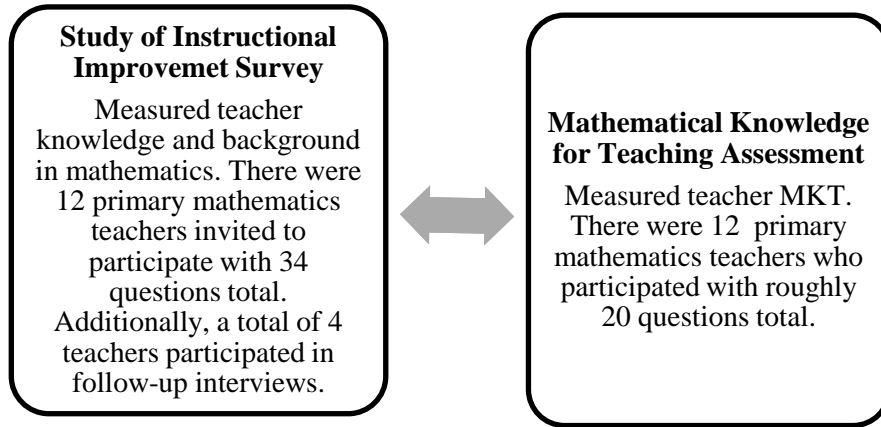 Study of Instructional
Improvemet Survey
Measured teacher
knowledge and background
in mathematics. There were
12 primary mathematics
teachers invited to
participate with 34
questions total.
Additionally, a total of 4
teachers participated in
follow-up interviews.
Mathematical Knowledge
for Teaching Assessment
Measured teacher MKT.
There were 12 primary
mathematics teachers who
participated with roughly
20 questions total.